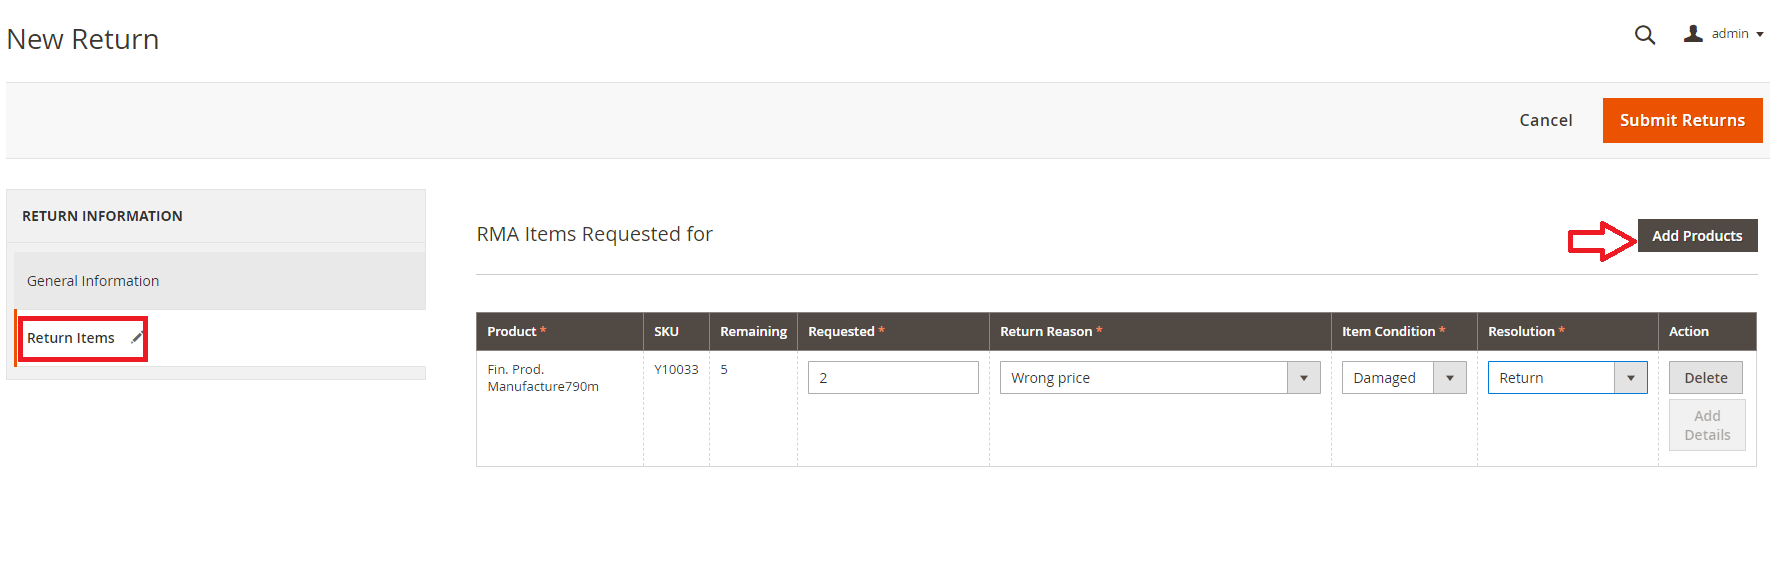 New Return
admin
Cancel
Submit Returns
RETURN INFORMATION
General Information
Return Items
RMA Items Requested for
Add Products
Product * SKU Remaining Requested * Return Reason * Item Condition * Resolution * Action
Fin. Prod. Y10033 5 2 Wrong price Damaged Return Delete
Manufacture790m
Add
Details